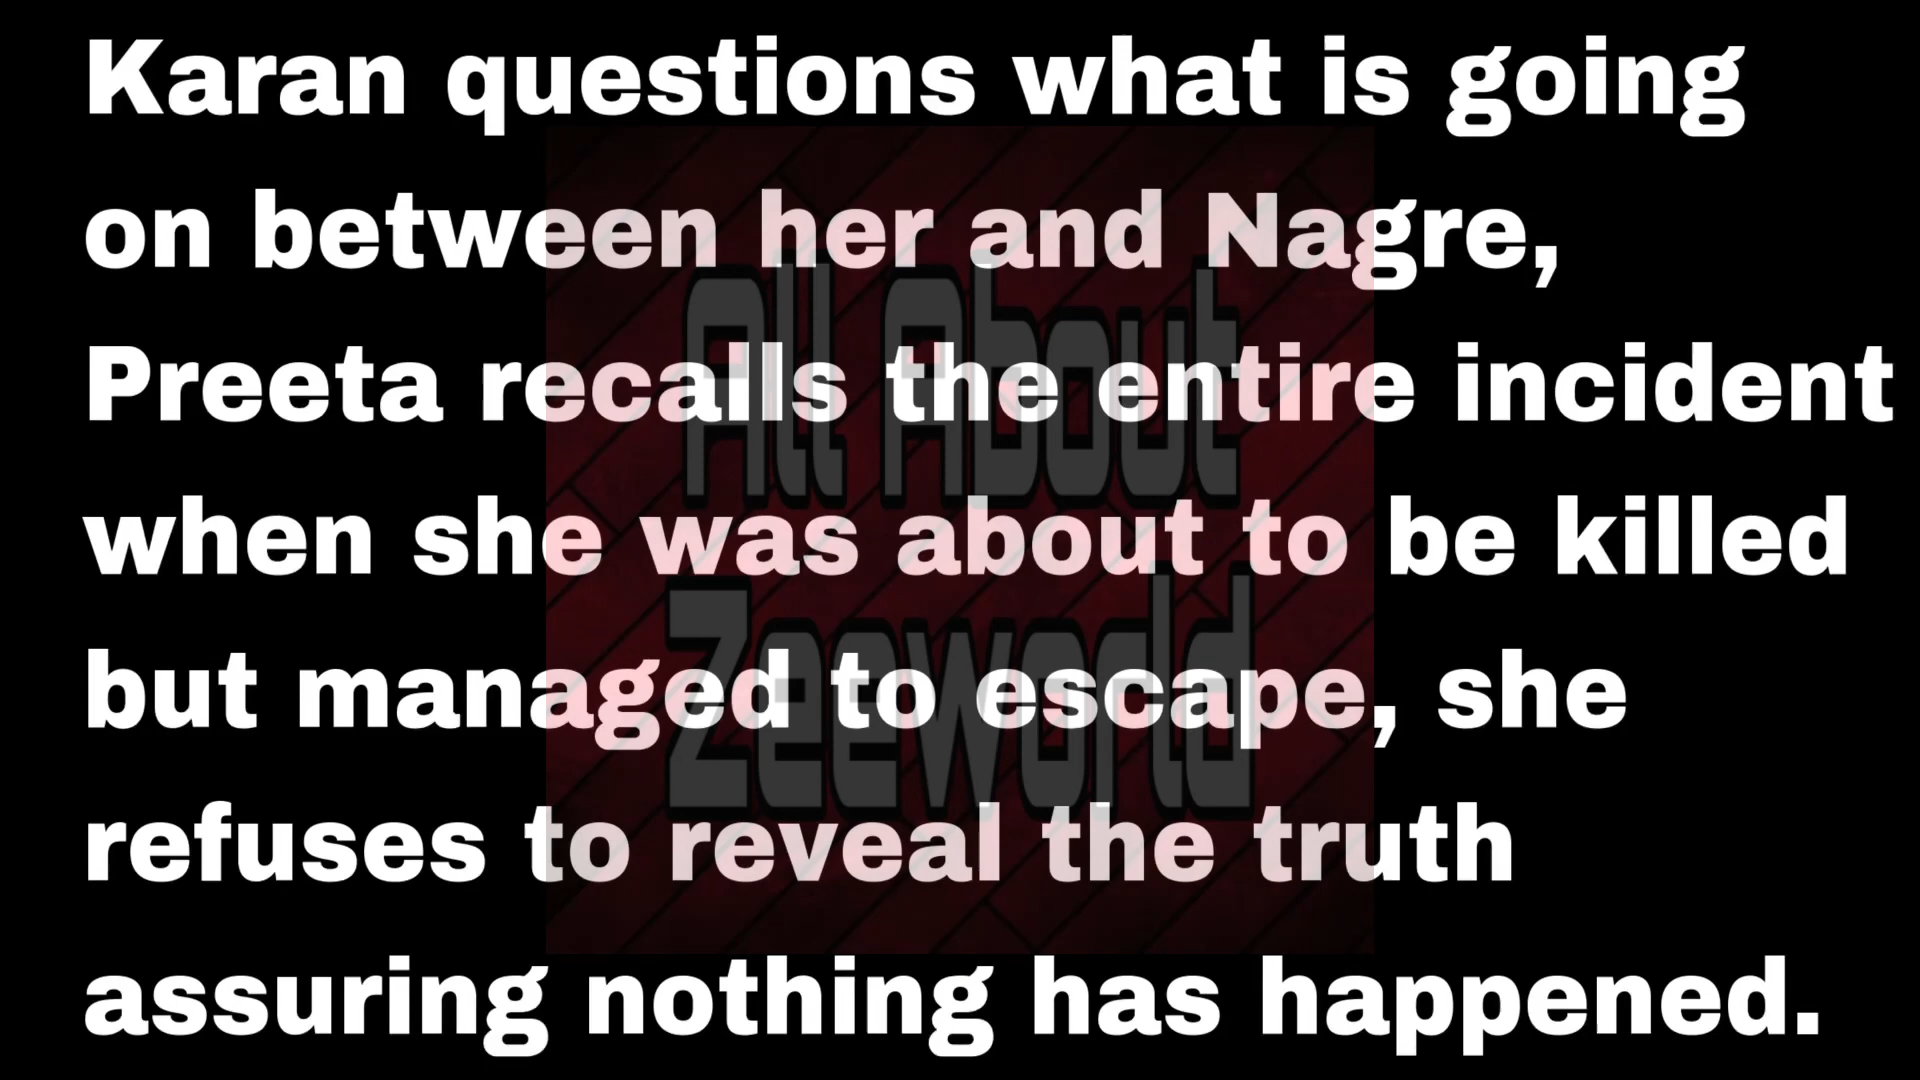 Karan questions what is going
on between her and Nagre,
Preeta recalls the entire incident
when she was about to be killed
but managed to escape, she
refuses to reveal the truth
assuring nothing has happened.
All About
Zeeworld